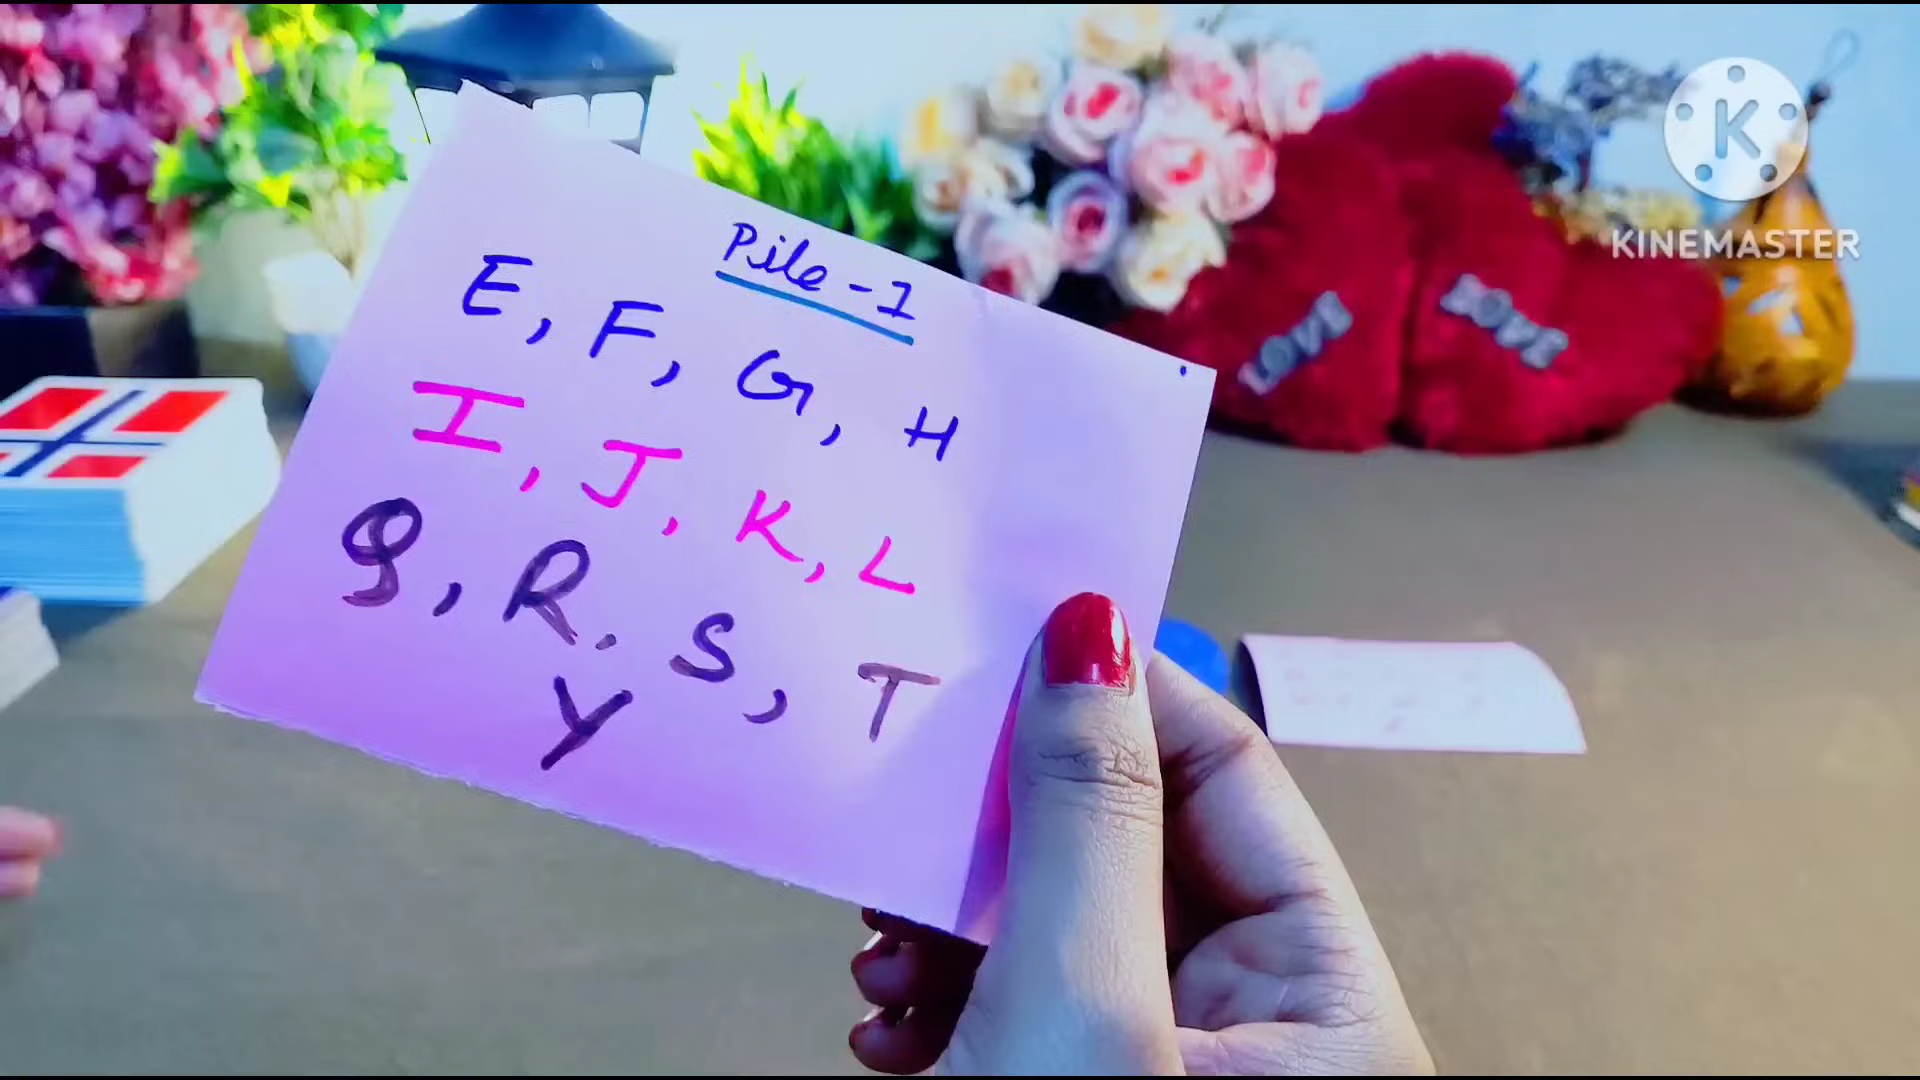 Pile-1
E, F, G, H
I, J, K, L
Q, R, S, T
Y
LOVE
LOVE
K
KINEMASTER